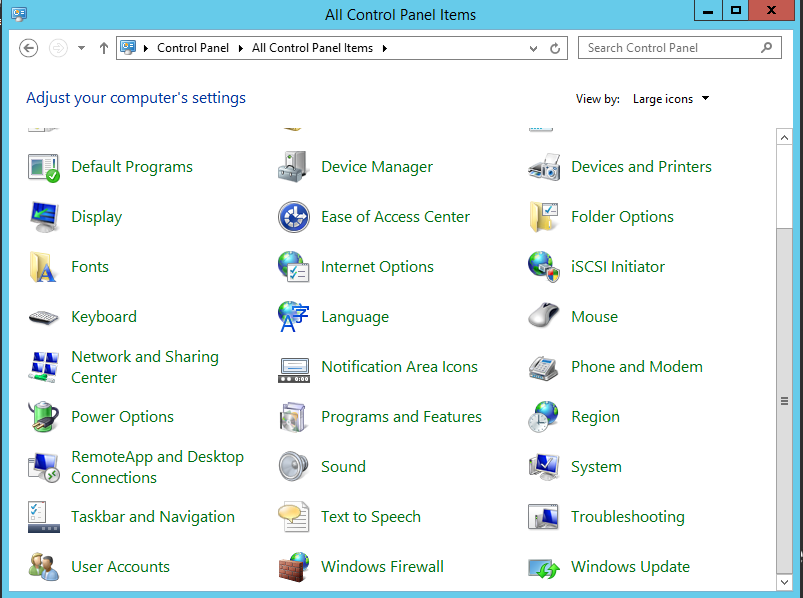 All Control Panel Items
Control Panel All Control Panel Items
Search Control Panel
Adjust your computer's settings
View by: Large icons
Default Programs
Device Manager
Devices and Printers
Display
Ease of Access Center
Folder Options
Fonts
Internet Options
iSCSI Initiator
Keyboard
Language
Mouse
Network and Sharing
Center
Notification Area Icons
Phone and Modem
Power Options
Programs and Features
Region
RemoteApp and Desktop
Connections
Sound
System
Taskbar and Navigation
Text to Speech
Troubleshooting
User Accounts
Windows Firewall
Windows Update